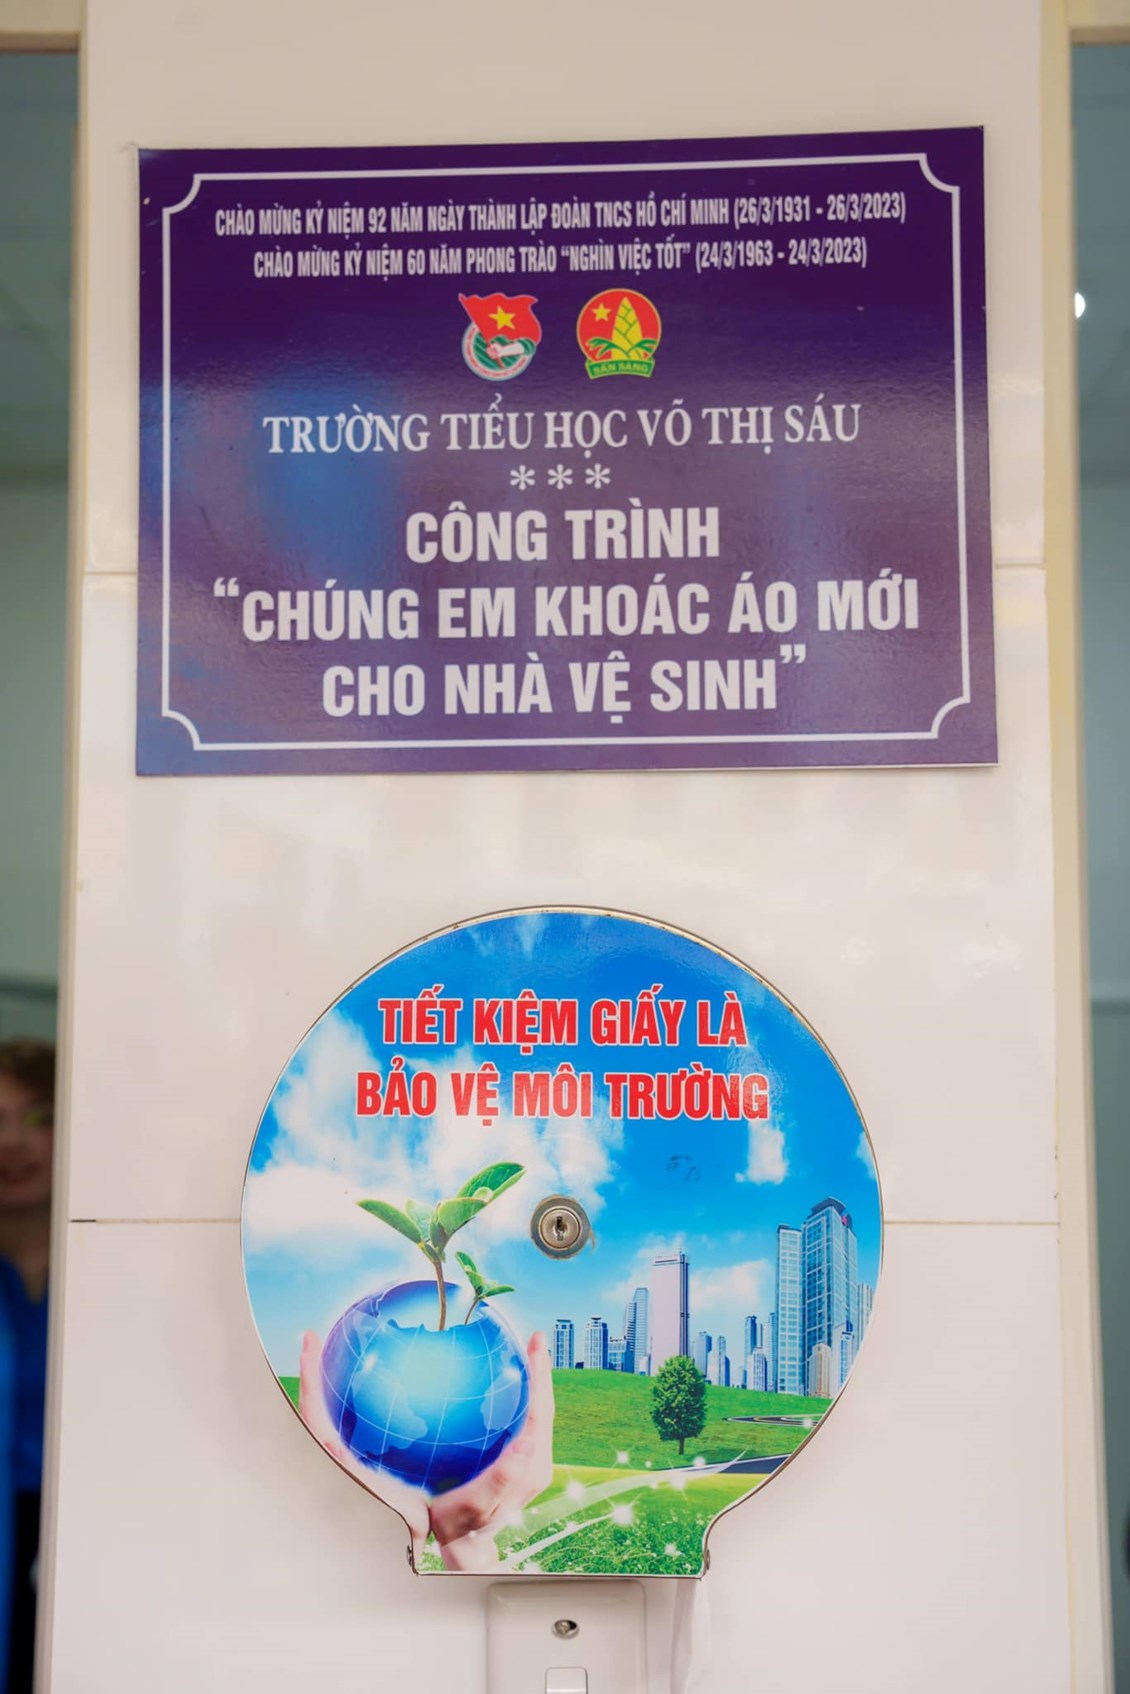 CHÀO MỪNG KỶ NIỆM 92 NĂM NGÀY THÀNH LẬP ĐOÀN TNCS HỒ CHÍ MINH (26/3/1931 - 26/3/2023)
CHÀO MỪNG KỶ NIỆM 60 NĂM PHONG TRÀO “NGHÌN VIỆC TỐT” (24/3/1963 - 24/3/2023)
SẴN SÀNG
TRƯỜNG TIỂU HỌC VÕ THỊ SÁU
***
CÔNG TRÌNH
“CHÚNG EM KHOÁC ÁO MỚI
CHO NHÀ VỆ SINH”
TIẾT KIỆM GIẤY LÀ
BẢO VỆ MÔI TRƯỜNG